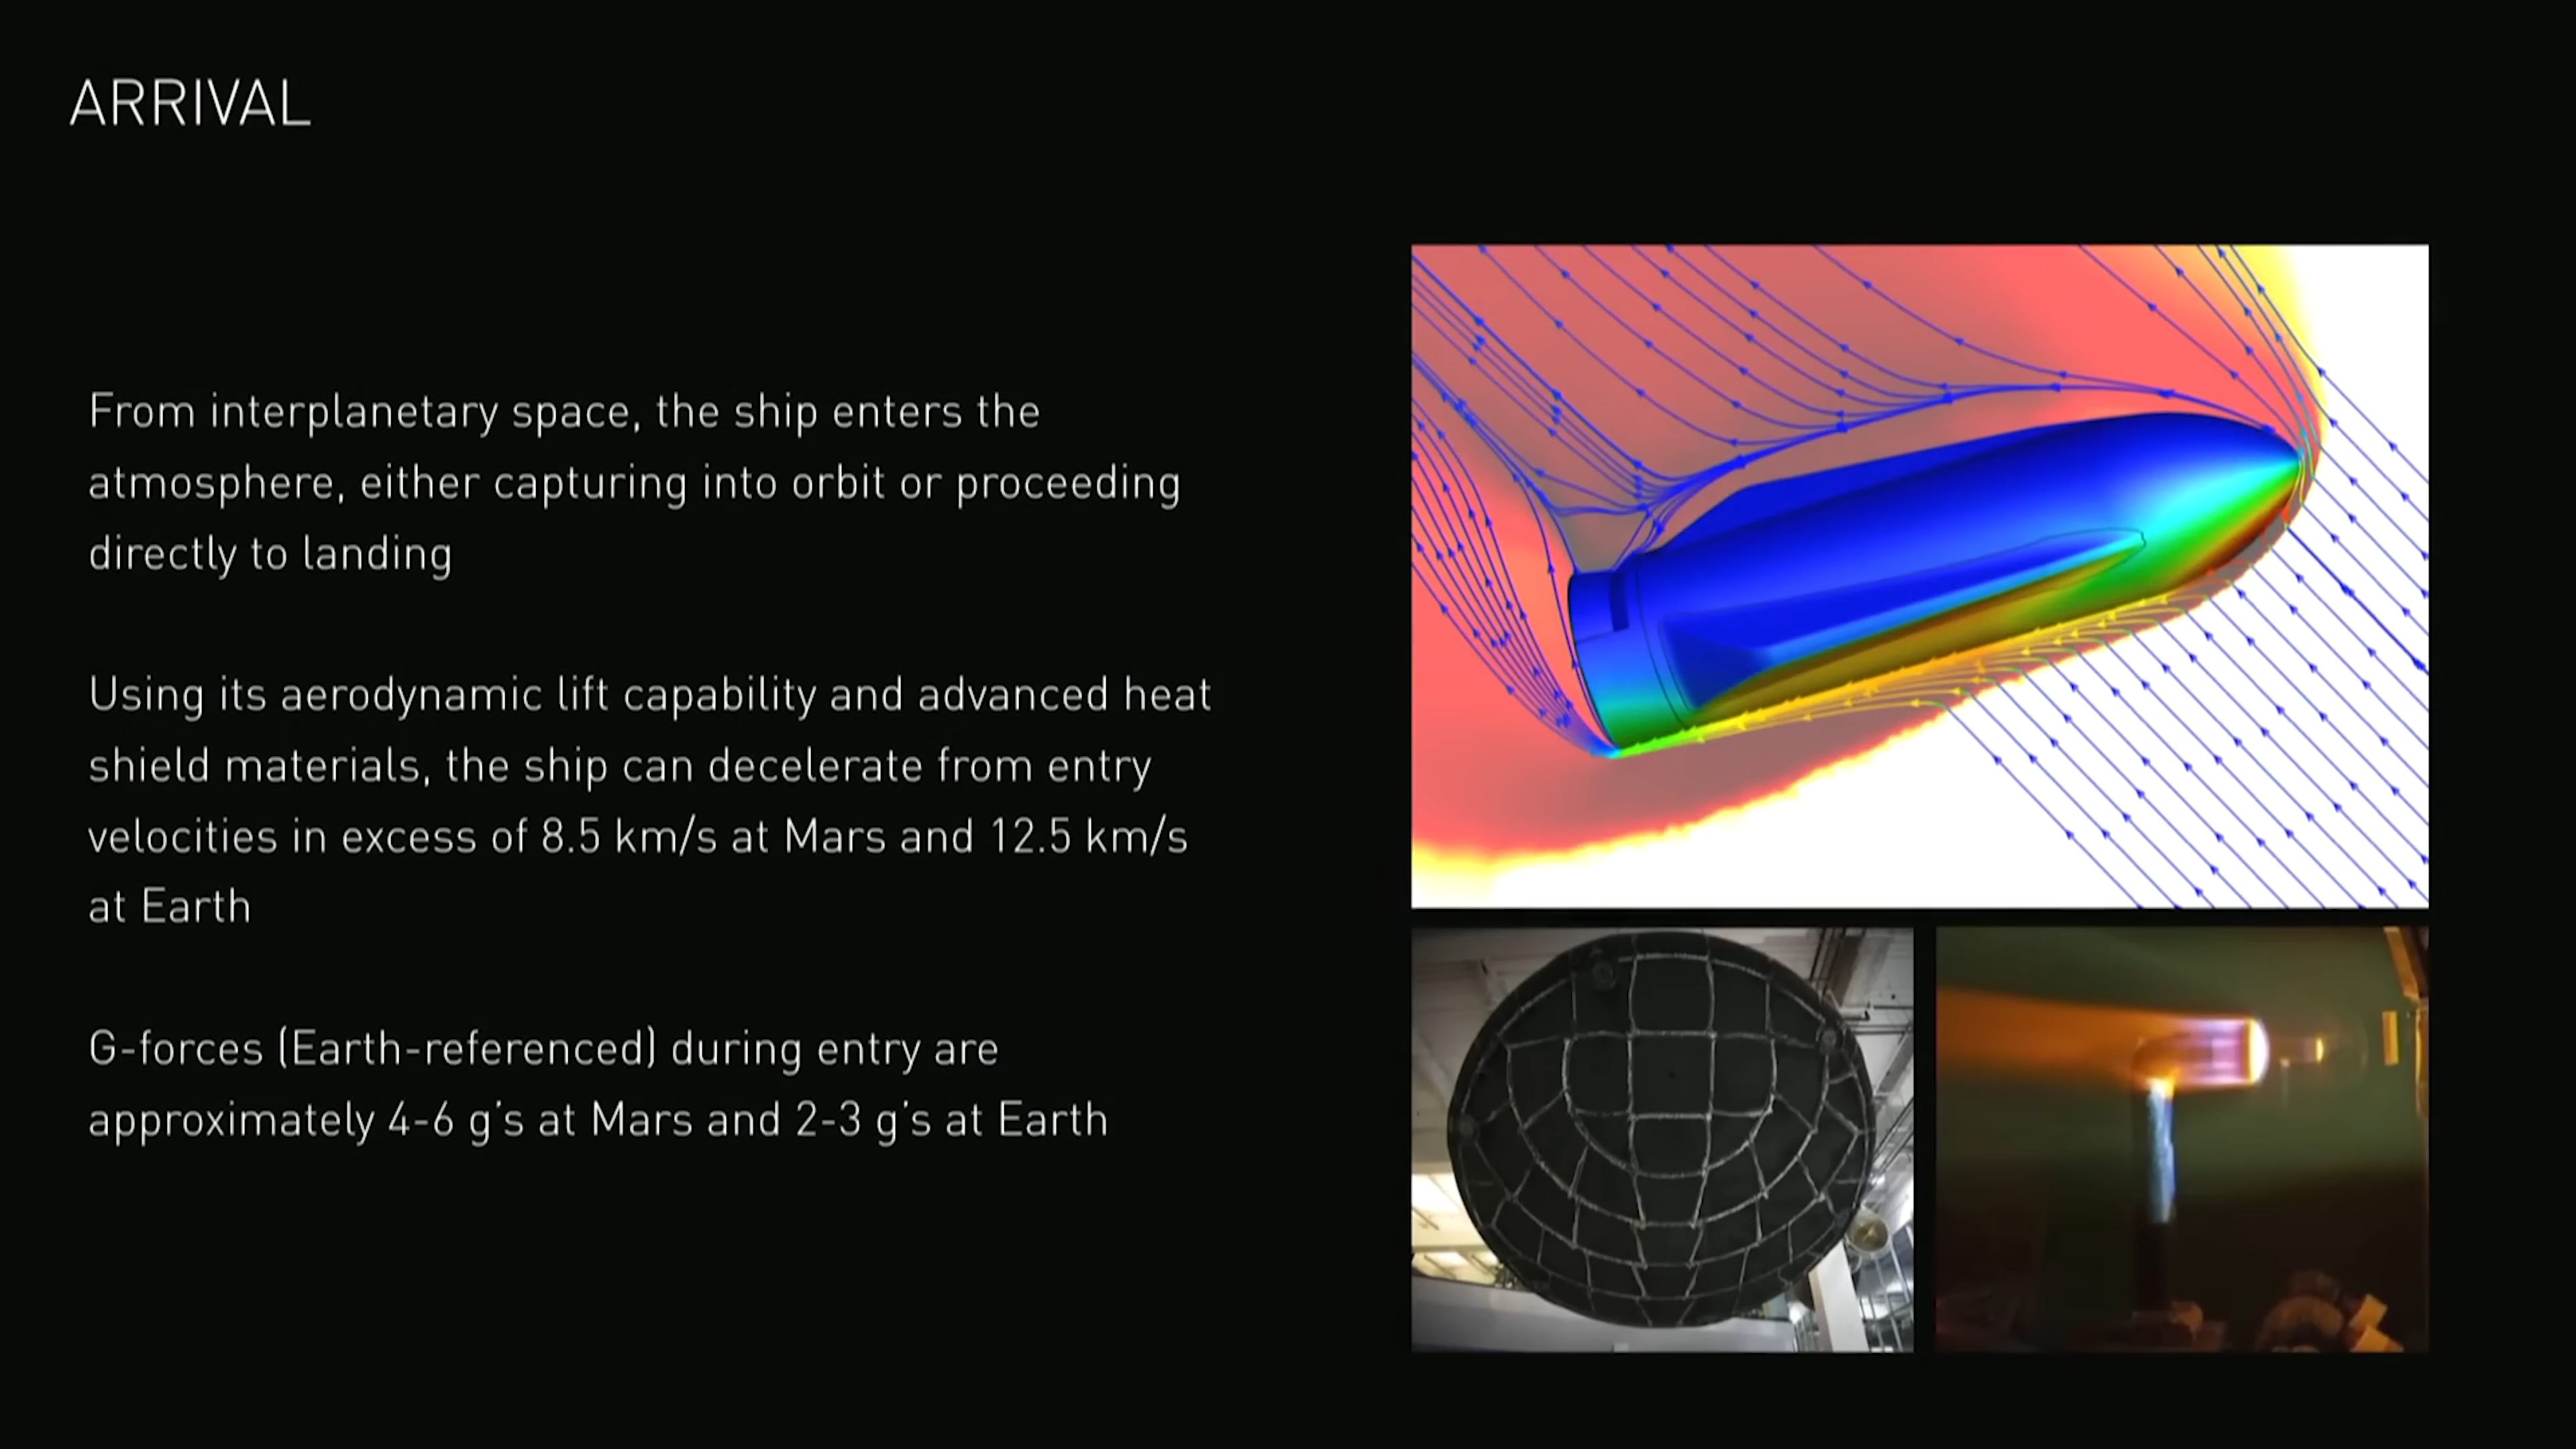 ARRIVAL
From interplanetary space, the ship enters the
atmosphere, either capturing into orbit or proceeding
directly to landing
Using its aerodynamic lift capability and advanced heat
shield materials, the ship can decelerate from entry
velocities in excess of 8.5 km/s at Mars and 12.5 km/s
at Earth
G-forces (Earth-referenced) during entry are
approximately 4-6 g's at Mars and 2-3 g's at Earth